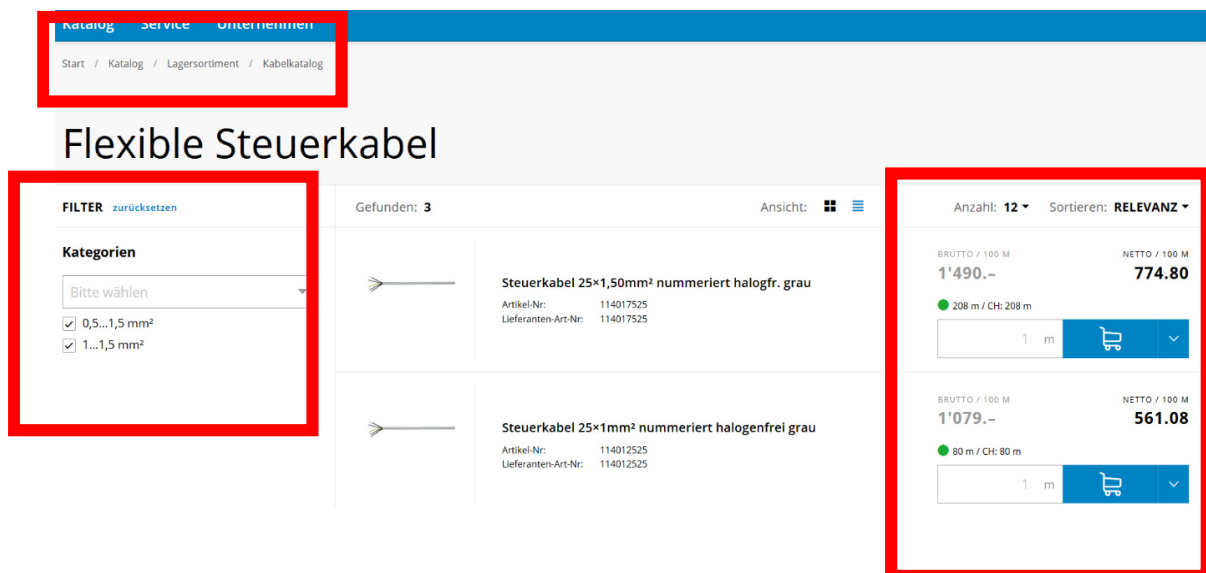 Katalog Service Unternehmen
Start / Katalog / Lagersortiment / Kabelkatalog
Flexible Steuerkabel
FILTER zurücksetzen
Gefunden: 3
Ansicht:
Anzahl: 12
Sortieren: RELEVANZ
Kategorien
Bitte wählen
0,5...1,5 mm²
1...1,5 mm²
Steuerkabel 25×1,50mm² nummeriert halogfr. grau
Artikel-Nr: 114017525
Lieferanten-Art-Nr: 114017525
BRUTTO / 100 M NETTO / 100 M
1'490.– 774.80
208 m / CH: 208 m
1 m
Steuerkabel 25×1mm² nummeriert halogenfrei grau
Artikel-Nr: 114012525
Lieferanten-Art-Nr: 114012525
BRUTTO / 100 M NETTO / 100 M
1'079.– 561.08
80 m / CH: 80 m
1 m